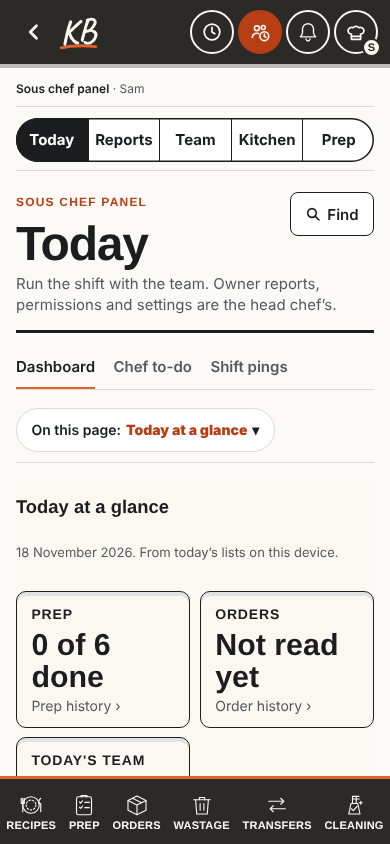 KB
S
Sous chef panel · Sam
Today
Reports
Team
Kitchen
Prep
SOUS CHEF PANEL
Find
Today
Run the shift with the team. Owner reports,
permissions and settings are the head chef’s.
Dashboard
Chef to-do
Shift pings
On this page: Today at a glance ▾
Today at a glance
18 November 2026. From today’s lists on this device.
PREP
0 of 6
done
Prep history ›
ORDERS
Not read
yet
Order history ›
TODAY'S TEAM
RECIPES
PREP
ORDERS
WASTAGE
TRANSFERS
CLEANING